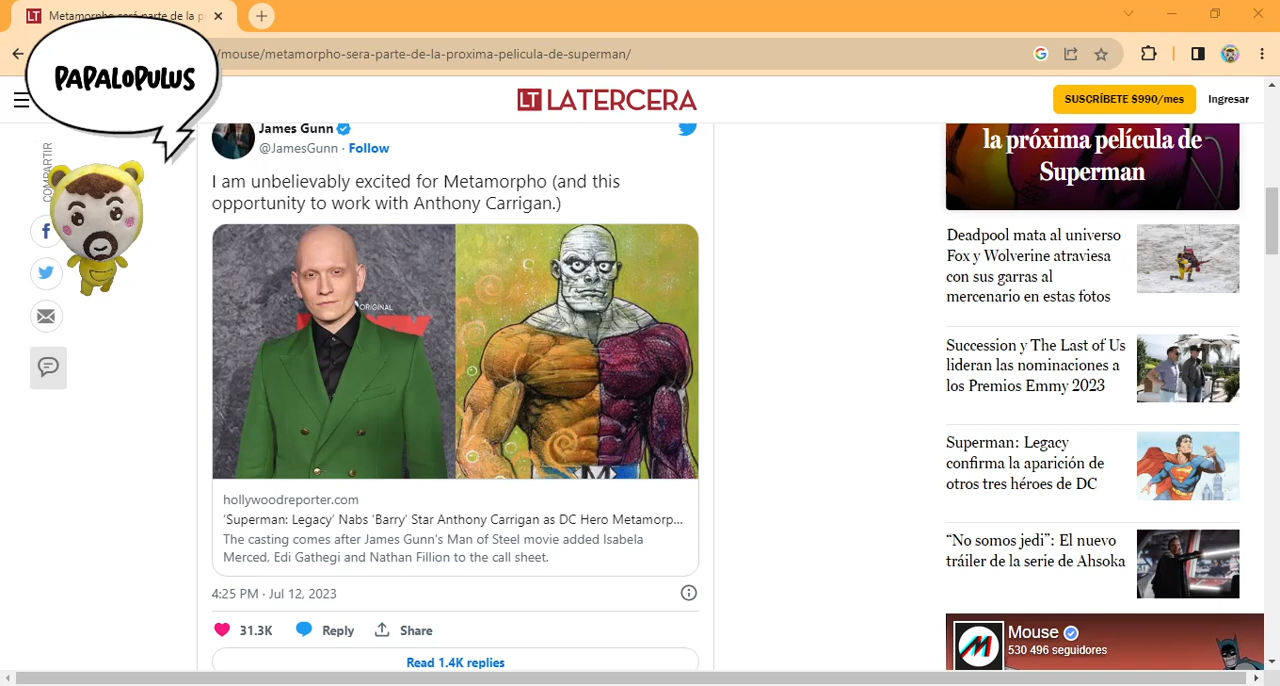 Metamorpho será parte de la p
PAPALOPULUS
/mouse/metamorpho-sera-parte-de-la-proxima-pelicula-de-superman/
LT LATERCERA
SUSCRÍBETE $990/mes
Ingresar
COMPARTIR
James Gunn
@JamesGunn · Follow
I am unbelievably excited for Metamorpho (and this
opportunity to work with Anthony Carrigan.)
ORIGINAL
hollywoodreporter.com
‘Superman: Legacy’ Nabs ‘Barry’ Star Anthony Carrigan as DC Hero Metamorp...
The casting comes after James Gunn's Man of Steel movie added Isabela
Merced, Edi Gathegi and Nathan Fillion to the call sheet.
4:25 PM · Jul 12, 2023
31.3K
Reply
Share
Read 1.4K replies
la próxima película de
Superman
Deadpool mata al universo
Fox y Wolverine atraviesa
con sus garras al
mercenario en estas fotos
Succession y The Last of Us
lideran las nominaciones a
los Premios Emmy 2023
Superman: Legacy
confirma la aparición de
otros tres héroes de DC
“No somos jedi”: El nuevo
tráiler de la serie de Ahsoka
Mouse
530 496 seguidores